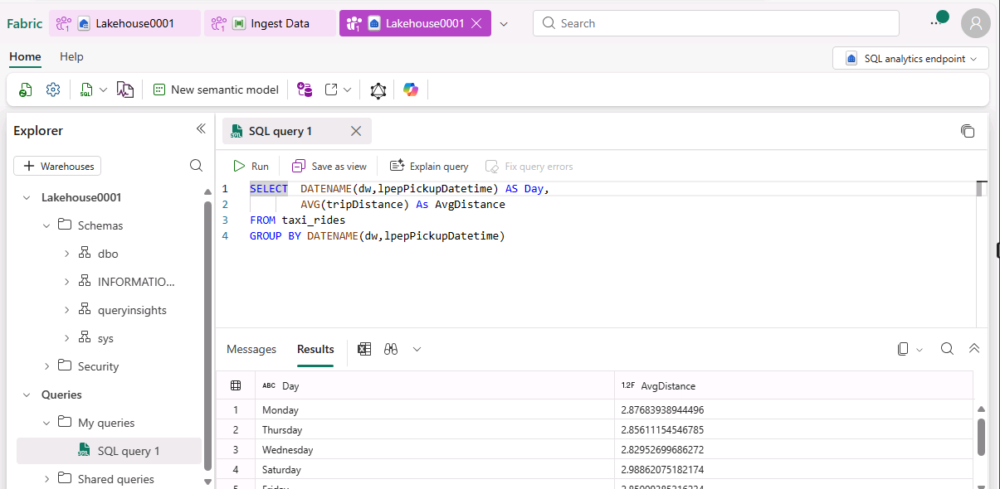 Fabric Lakehouse0001 Ingest Data Lakehouse0001 Search
Home Help SQL analytics endpoint
New semantic model
Explorer
SQL query 1
Warehouses
Run Save as view Explain query Fix query errors
Lakehouse0001
Schemas
dbo
INFORMATIO...
queryinsights
sys
Security
Queries
My queries
SQL query 1
Shared queries
1 SELECT DATENAME(dw,lpepPickupDatetime) AS Day,
2 AVG(tripDistance) As AvgDistance
3 FROM taxi_rides
4 GROUP BY DATENAME(dw,lpepPickupDatetime)
Messages Results
ABC Day 1.2F AvgDistance
1 Monday 2.87683938944496
2 Thursday 2.85611154546785
3 Wednesday 2.82952699686272
4 Saturday 2.98862075182174